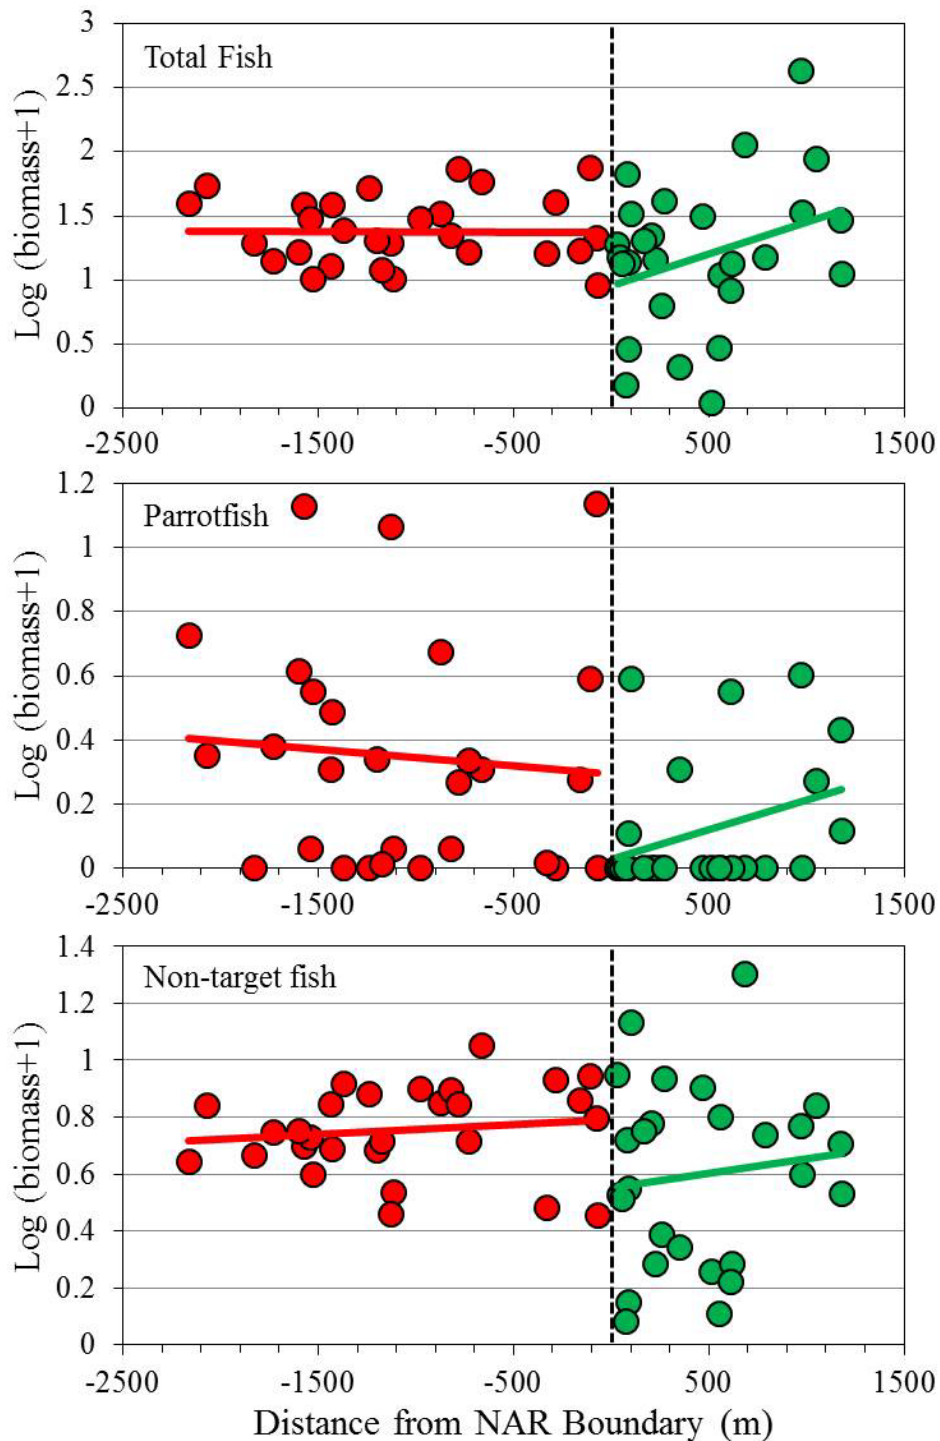 3
Total Fish
2.5
2
1.5
1
0.5
0
Log (biomass+1)
-2500 -1500 -500 500 1500
1.2
Parrotfish
1
0.8
0.6
0.4
0.2
0
Log (biomass+1)
-2500 -1500 -500 500 1500
1.4
Non-target fish
1.2
1
0.8
0.6
0.4
0.2
0
Log (biomass+1)
-2500 -1500 -500 500 1500
Distance from NAR Boundary (m)